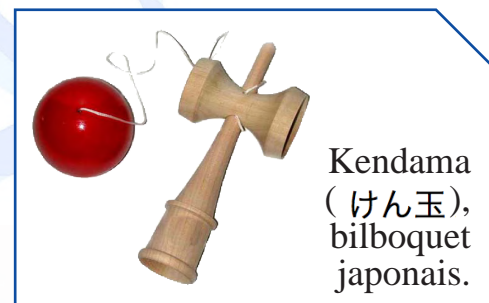 Kendama
( けん玉),
bilboquet
japonais.